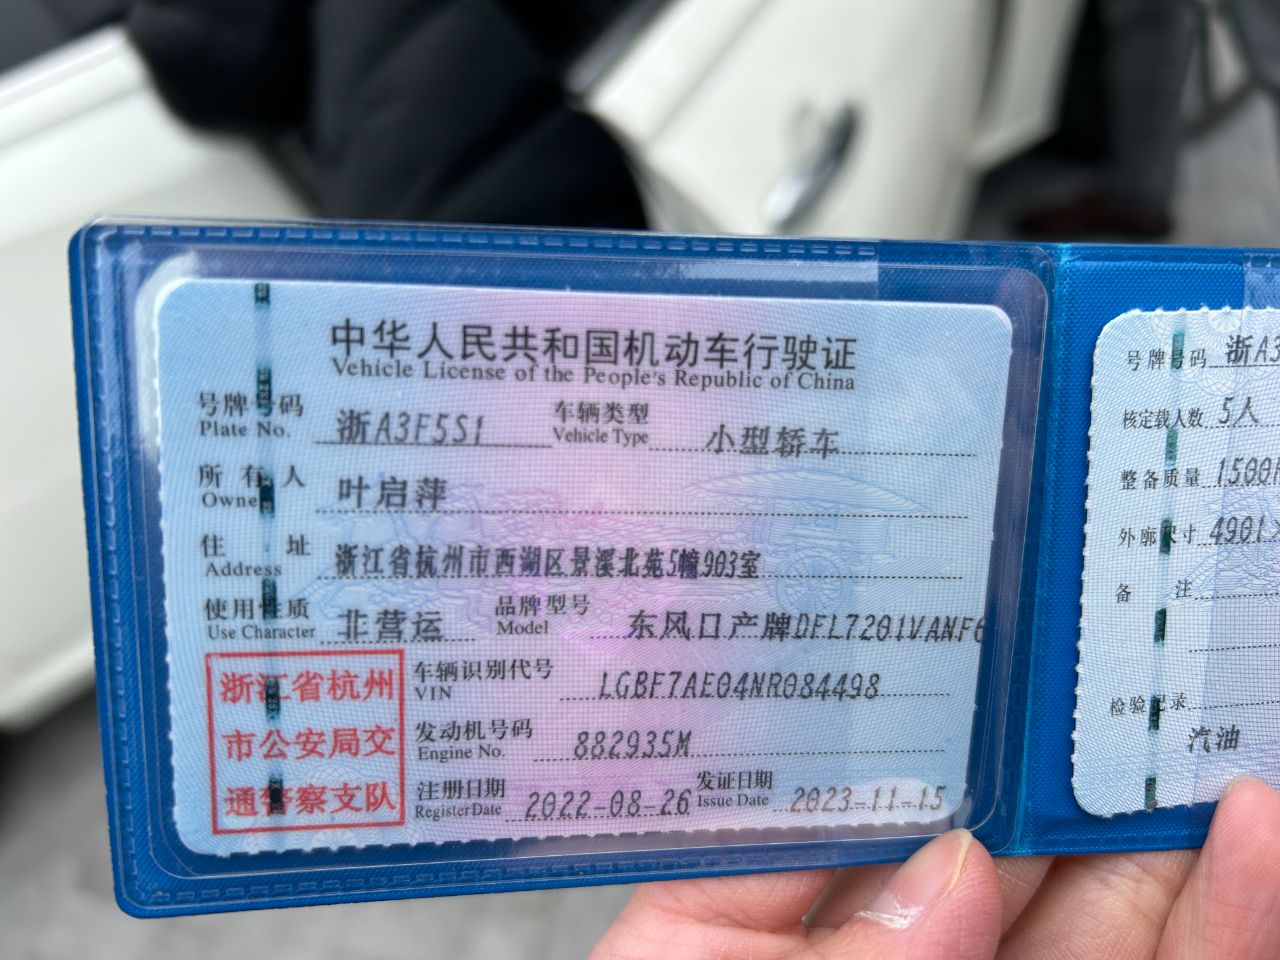 中华人民共和国机动车行驶证
Vehicle License of the People's Republic of China
号牌号码 浙A3F5S1 车辆类型 小型轿车
Plate No. Vehicle Type
所有人 叶启萍
Owner
住址 浙江省杭州市西湖区景溪北苑5幢903室
Address
使用性质 非营运 品牌型号 东风日产牌DFL7201VANF6
Use Character Model
浙江省杭州
市公安局交
通警察支队
车辆识别代号 LGBF7AE04NR084498
VIN
发动机号码 882935M
Engine No.
注册日期 2022-08-26 发证日期 2023-11-15
Register Date Issue Date
号牌号码 浙A3
核定载人数 5人
整备质量 1500
外廓尺寸 4901
备注
检验记录
汽油